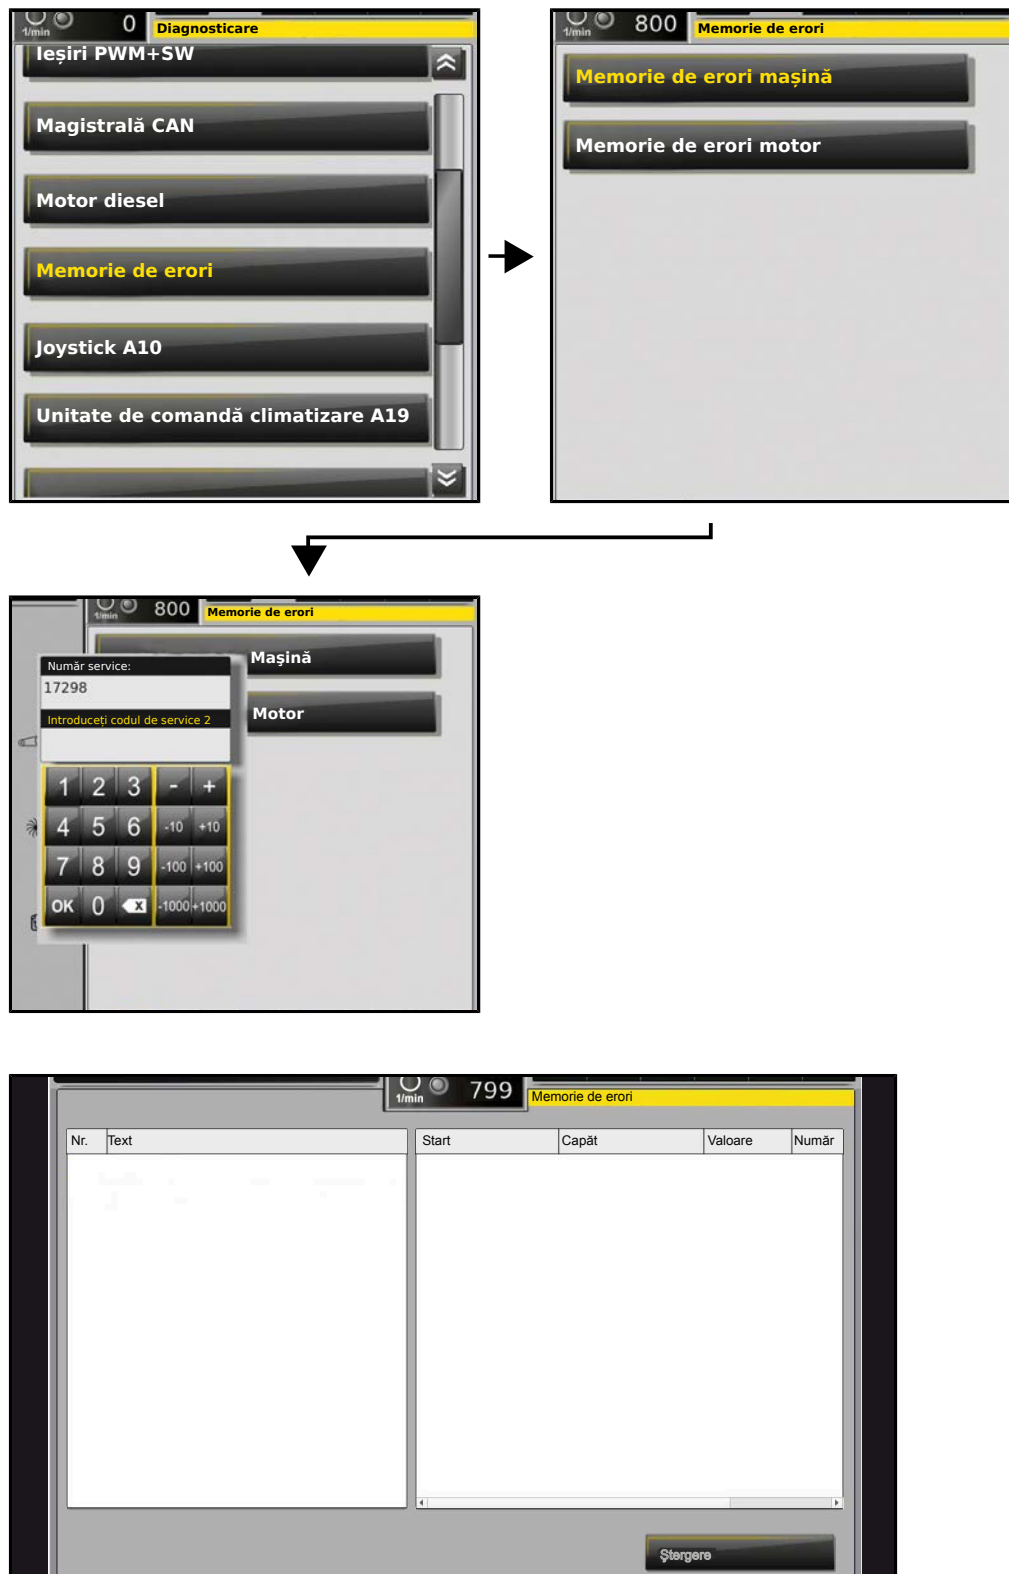 1/min 0 Diagnosticare
Ieșiri PWM+SW
Magistrală CAN
Motor diesel
Memorie de erori
Joystick A10
Unitate de comandă climatizare A19
1/min 800 Memorie de erori
Memorie de erori mașină
Memorie de erori motor
1/min 800 Memorie de erori
Maşină
Motor
Număr service:
17298
Introduceți codul de service 2
1 2 3 - +
4 5 6 -10 +10
7 8 9 -100 +100
OK 0 -1000 +1000
1/min 799 Memorie de erori
Nr. Text Start Capăt Valoare Număr
Ștergere